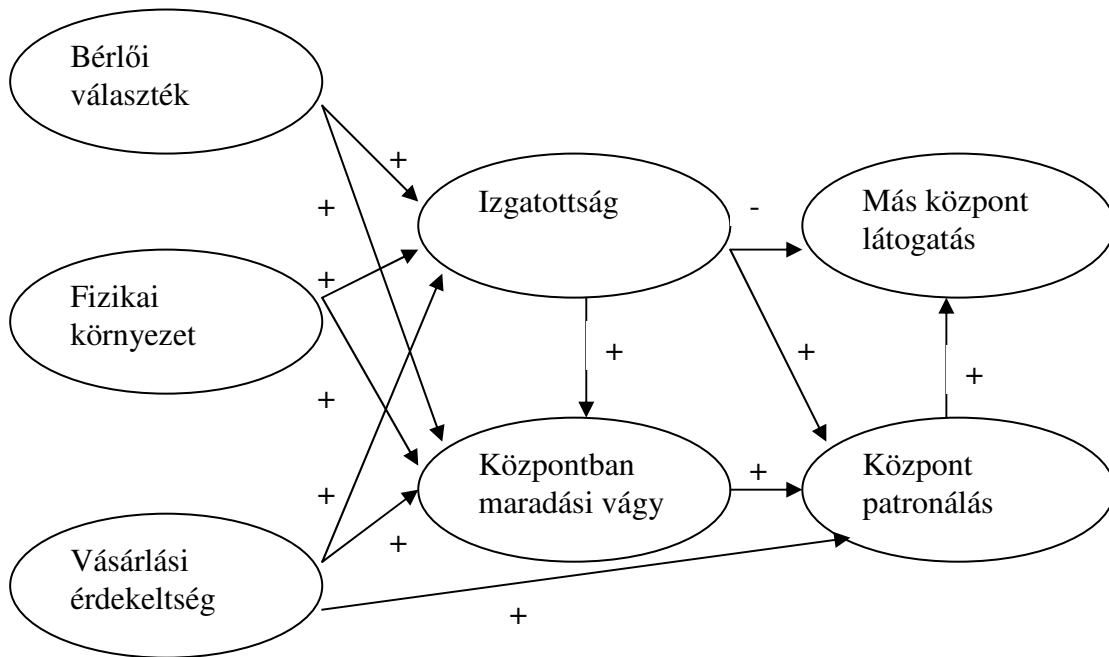 Bérlői
választék
+
+
Izgatottság
-
Más központ
látogatás
+
Fizikai
környezet
+
+
+
+
Központban
maradási vágy
+
Központ
patronálás
+
+
Vásárlási
érdekeltség
+